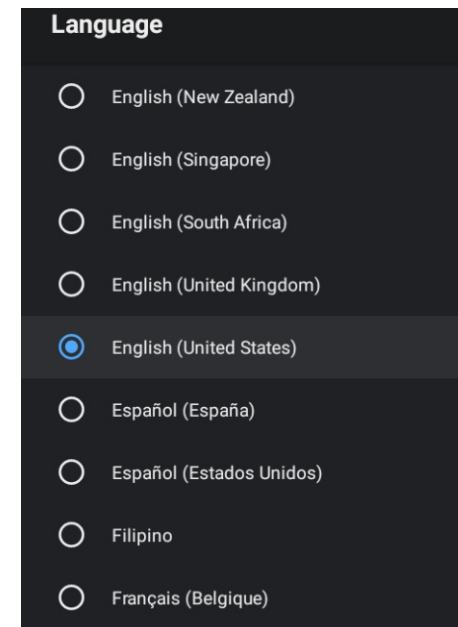 Language
English (New Zealand)
English (Singapore)
English (South Africa)
English (United Kingdom)
English (United States)
Español (España)
Español (Estados Unidos)
Filipino
Français (Belgique)